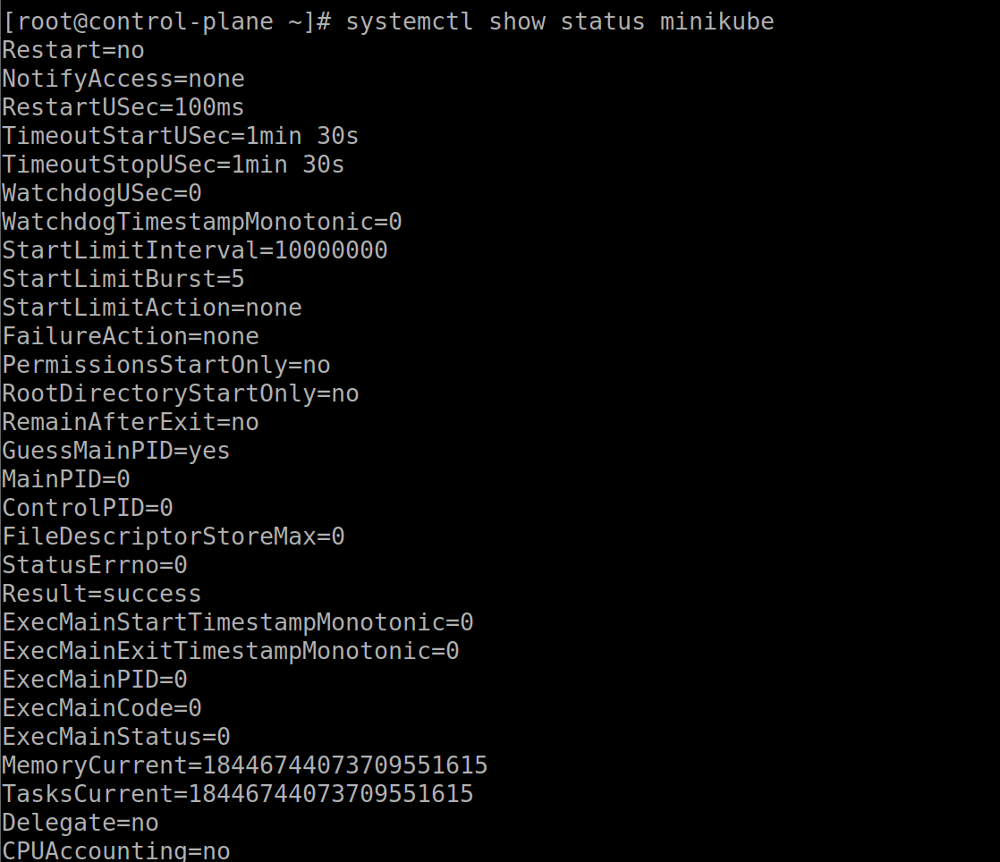 [root@control-plane ~]# systemctl show status minikube
Restart=no
NotifyAccess=none
RestartUSec=100ms
TimeoutStartUSec=1min 30s
TimeoutStopUSec=1min 30s
WatchdogUSec=0
WatchdogTimestampMonotonic=0
StartLimitInterval=10000000
StartLimitBurst=5
StartLimitAction=none
FailureAction=none
PermissionsStartOnly=no
RootDirectoryStartOnly=no
RemainAfterExit=no
GuessMainPID=yes
MainPID=0
ControlPID=0
FileDescriptorStoreMax=0
StatusErrno=0
Result=success
ExecMainStartTimestampMonotonic=0
ExecMainExitTimestampMonotonic=0
ExecMainPID=0
ExecMainCode=0
ExecMainStatus=0
MemoryCurrent=18446744073709551615
TasksCurrent=18446744073709551615
Delegate=no
CPUAccounting=no